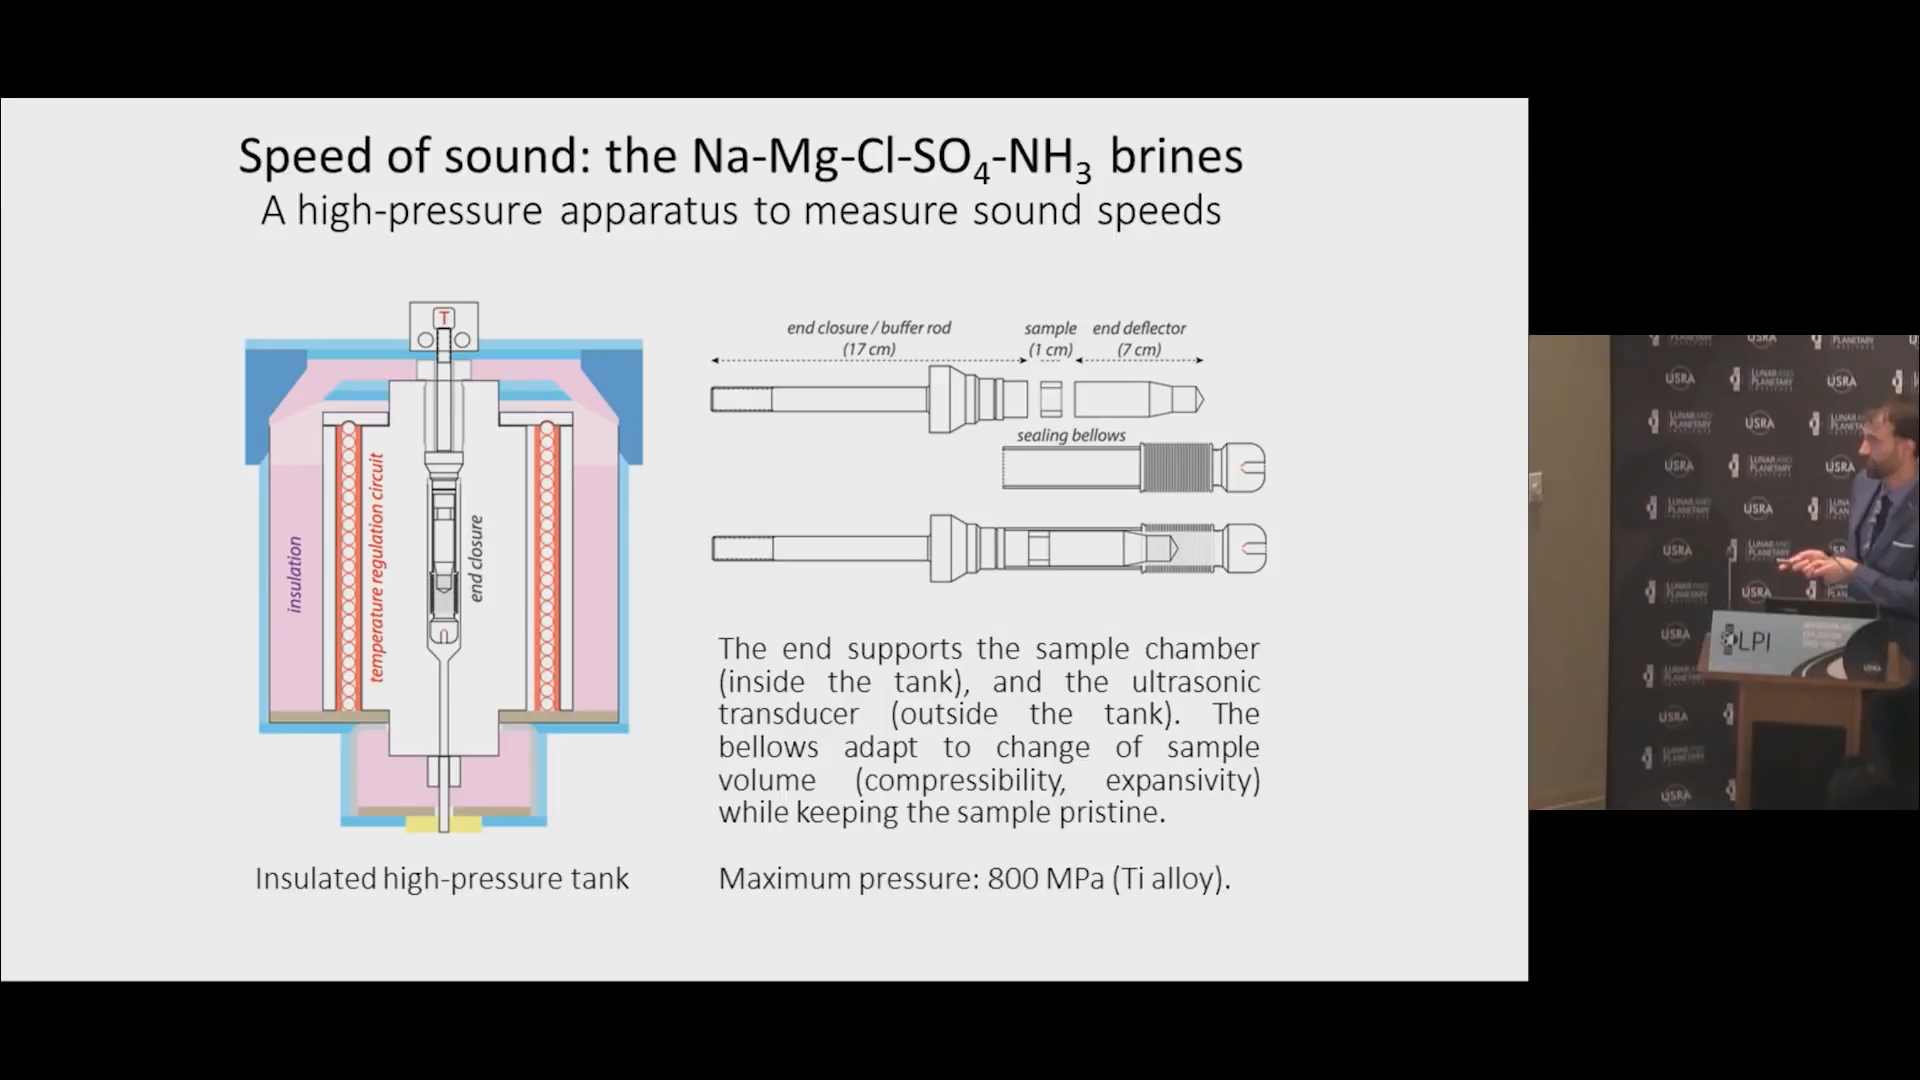 Speed of sound: the Na-Mg-Cl-SO4-NH3 brines
A high-pressure apparatus to measure sound speeds
T
insulation
temperature regulation circuit
end closure
Insulated high-pressure tank
end closure / buffer rod
(17 cm)
sample
(1 cm)
end deflector
(7 cm)
sealing bellows
The end supports the sample chamber
(inside the tank), and the ultrasonic
transducer (outside the tank). The
bellows adapt to change of sample
volume (compressibility, expansivity)
while keeping the sample pristine.
Maximum pressure: 800 MPa (Ti alloy).
USRA
LUNAR AND
PLANETARY
INSTITUTE
LPI